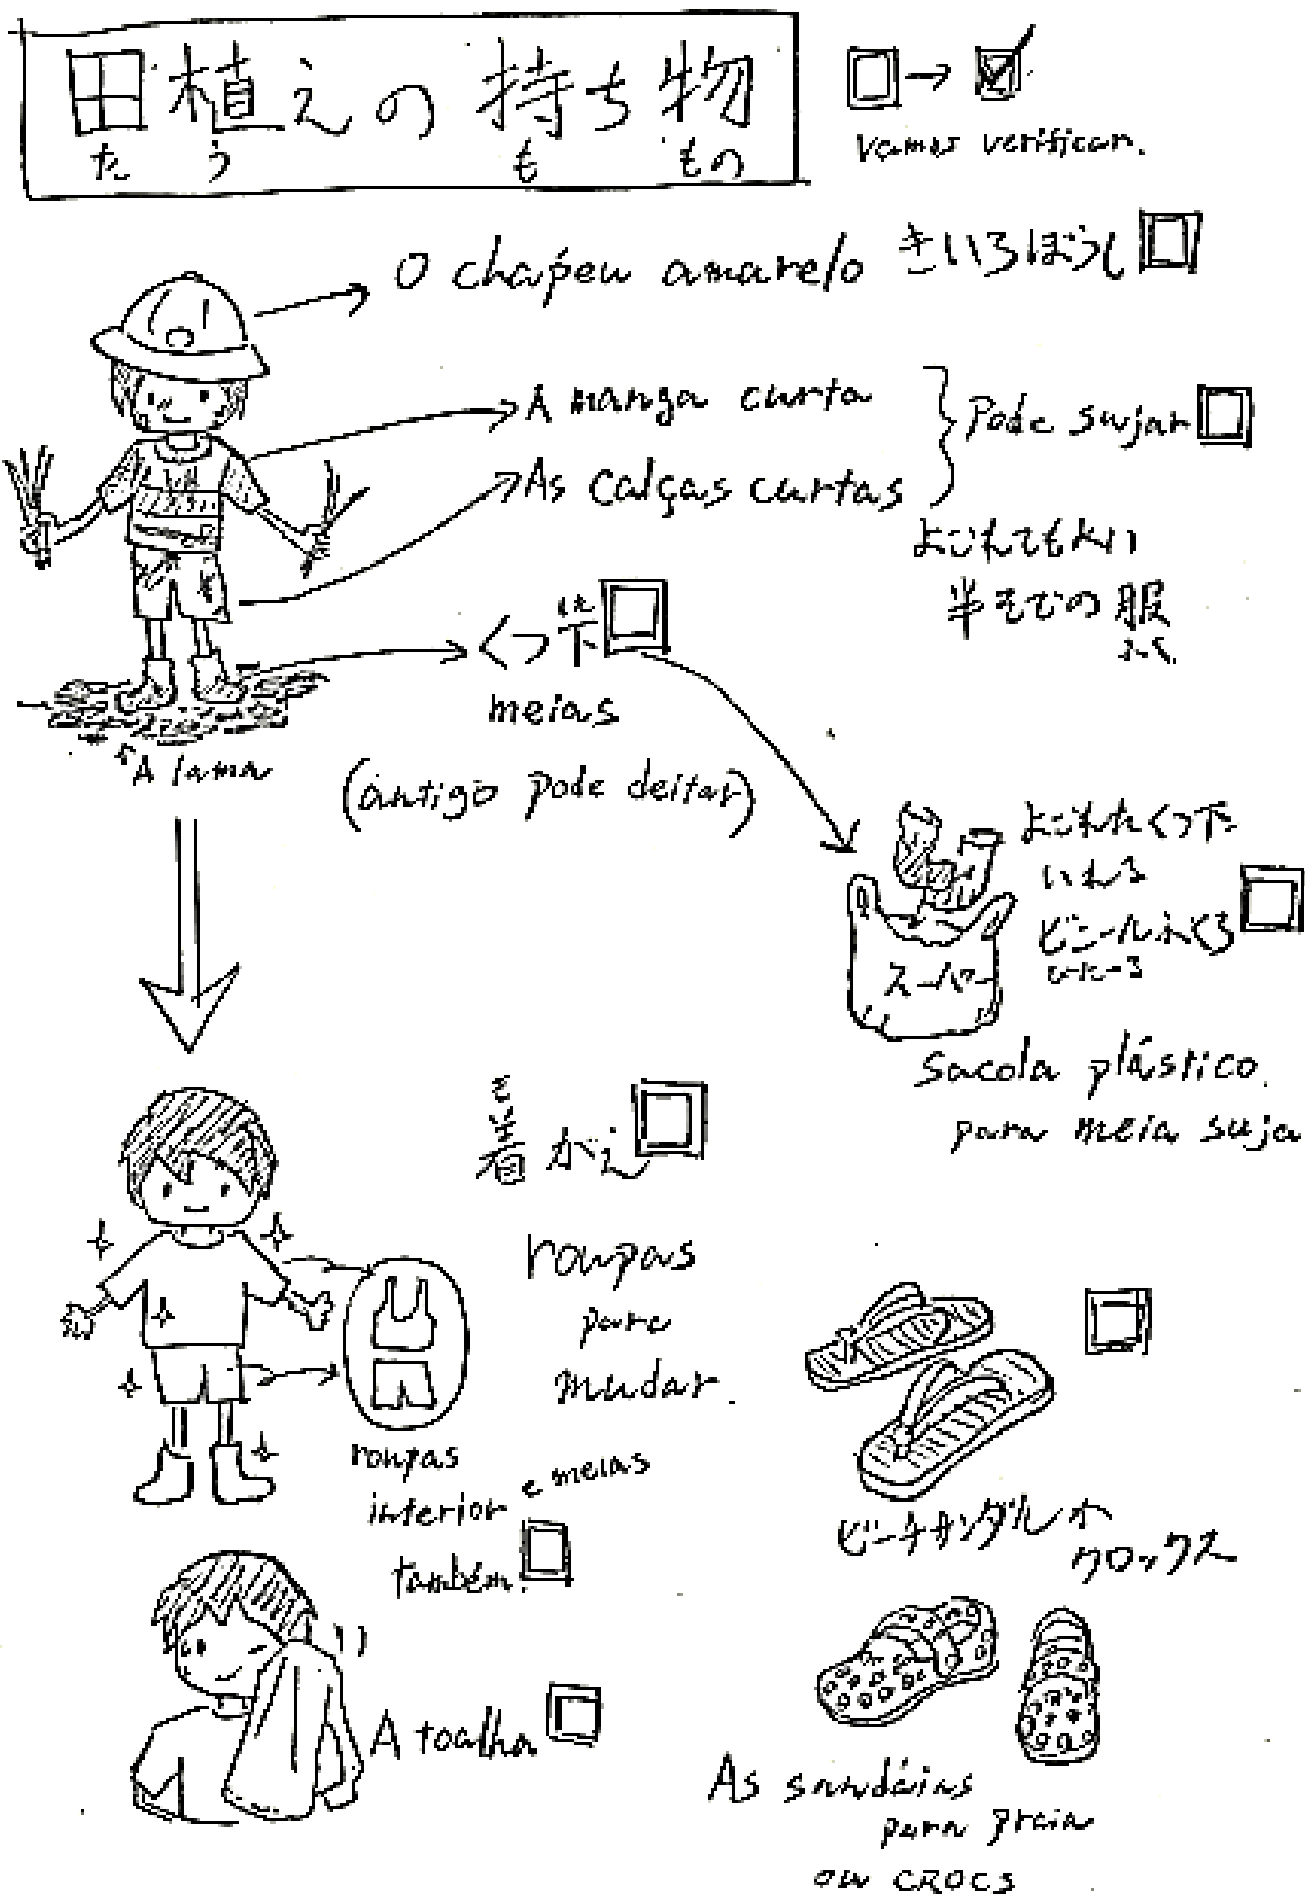 田植えの持ち物
た う も もの
vamos verificar.
O chapéu amarelo きいろぼうし
A manga curta
As calças curtas
Pode sujar
よごれてもよい
半そでの服
ふく
くつ下
した
meias
(antigo pode deitar)
A lama
よごれたくつ下
いれる
ビニールふくろ
スーパー
sacola plástico.
para meia suja
き
着がえ
roupas
para
mudar.
roupas
inferior e meias
também.
ビーチサンダルか
クロックス
A toalha
As sandáias
para praia
ou CROCS